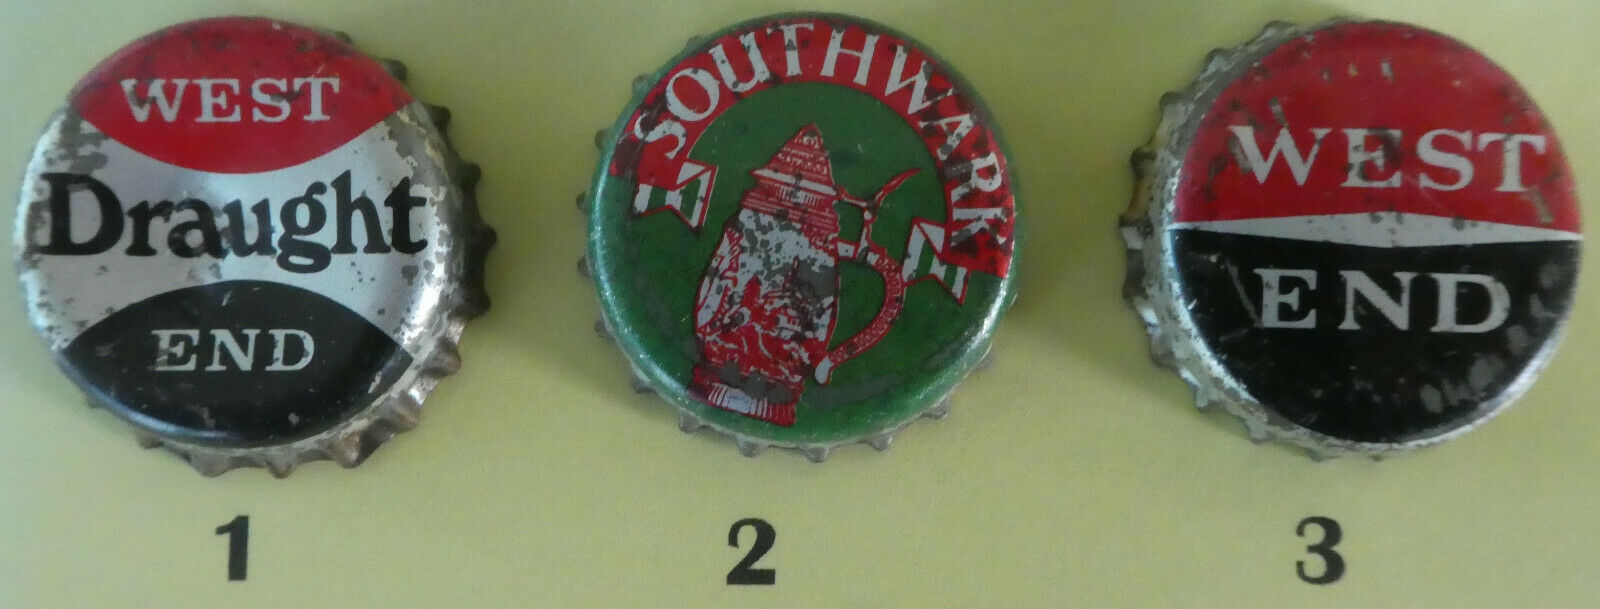 WEST
Draught
END
SOUTHWARK
WEST
END
1
2
3